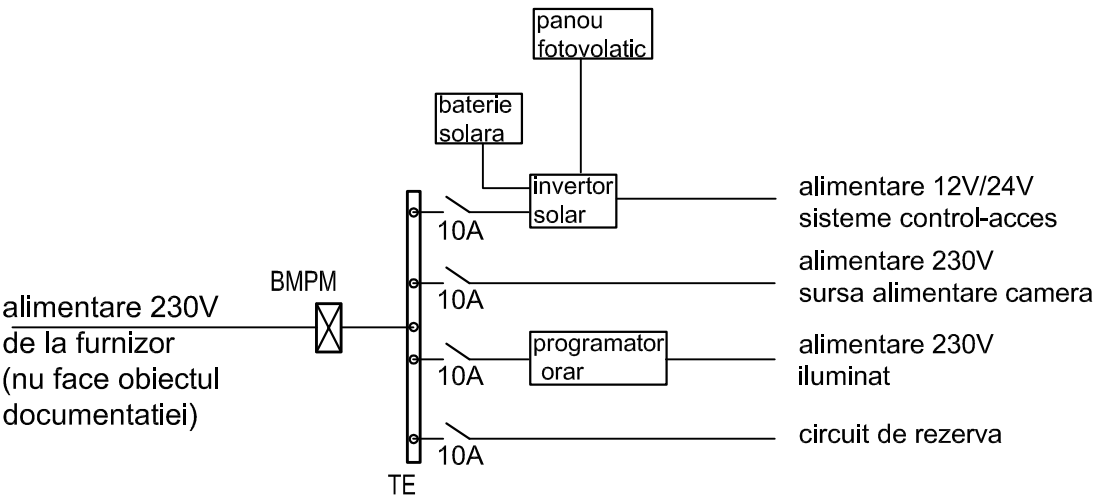 panou
fotovolatic
baterie
solara
invertor
solar
alimentare 12V/24V
sisteme control-acces
10A
alimentare 230V
sursa alimentare camera
10A
BMPM
alimentare 230V
de la furnizor
(nu face obiectul
documentatiei)
programator
orar
alimentare 230V
iluminat
10A
circuit de rezerva
10A
TE